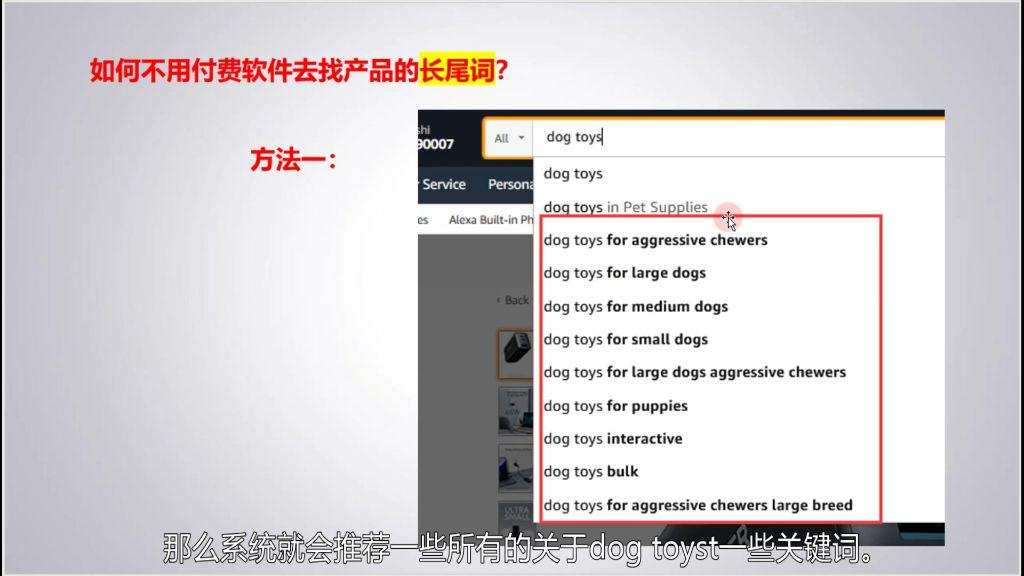 如何不用付费软件去找产品的长尾词？
方法一：
shi
90007
All
dog toys
Service
Persona
es
Alexa Built-in Ph
‹ Back
dog toys
dog toys in Pet Supplies
dog toys for aggressive chewers
dog toys for large dogs
dog toys for medium dogs
dog toys for small dogs
dog toys for large dogs aggressive chewers
dog toys for puppies
dog toys interactive
dog toys bulk
dog toys for aggressive chewers large breed
ULTRA
SMALL
那么系统就会推荐一些所有的关于dog toyst一些关键词。